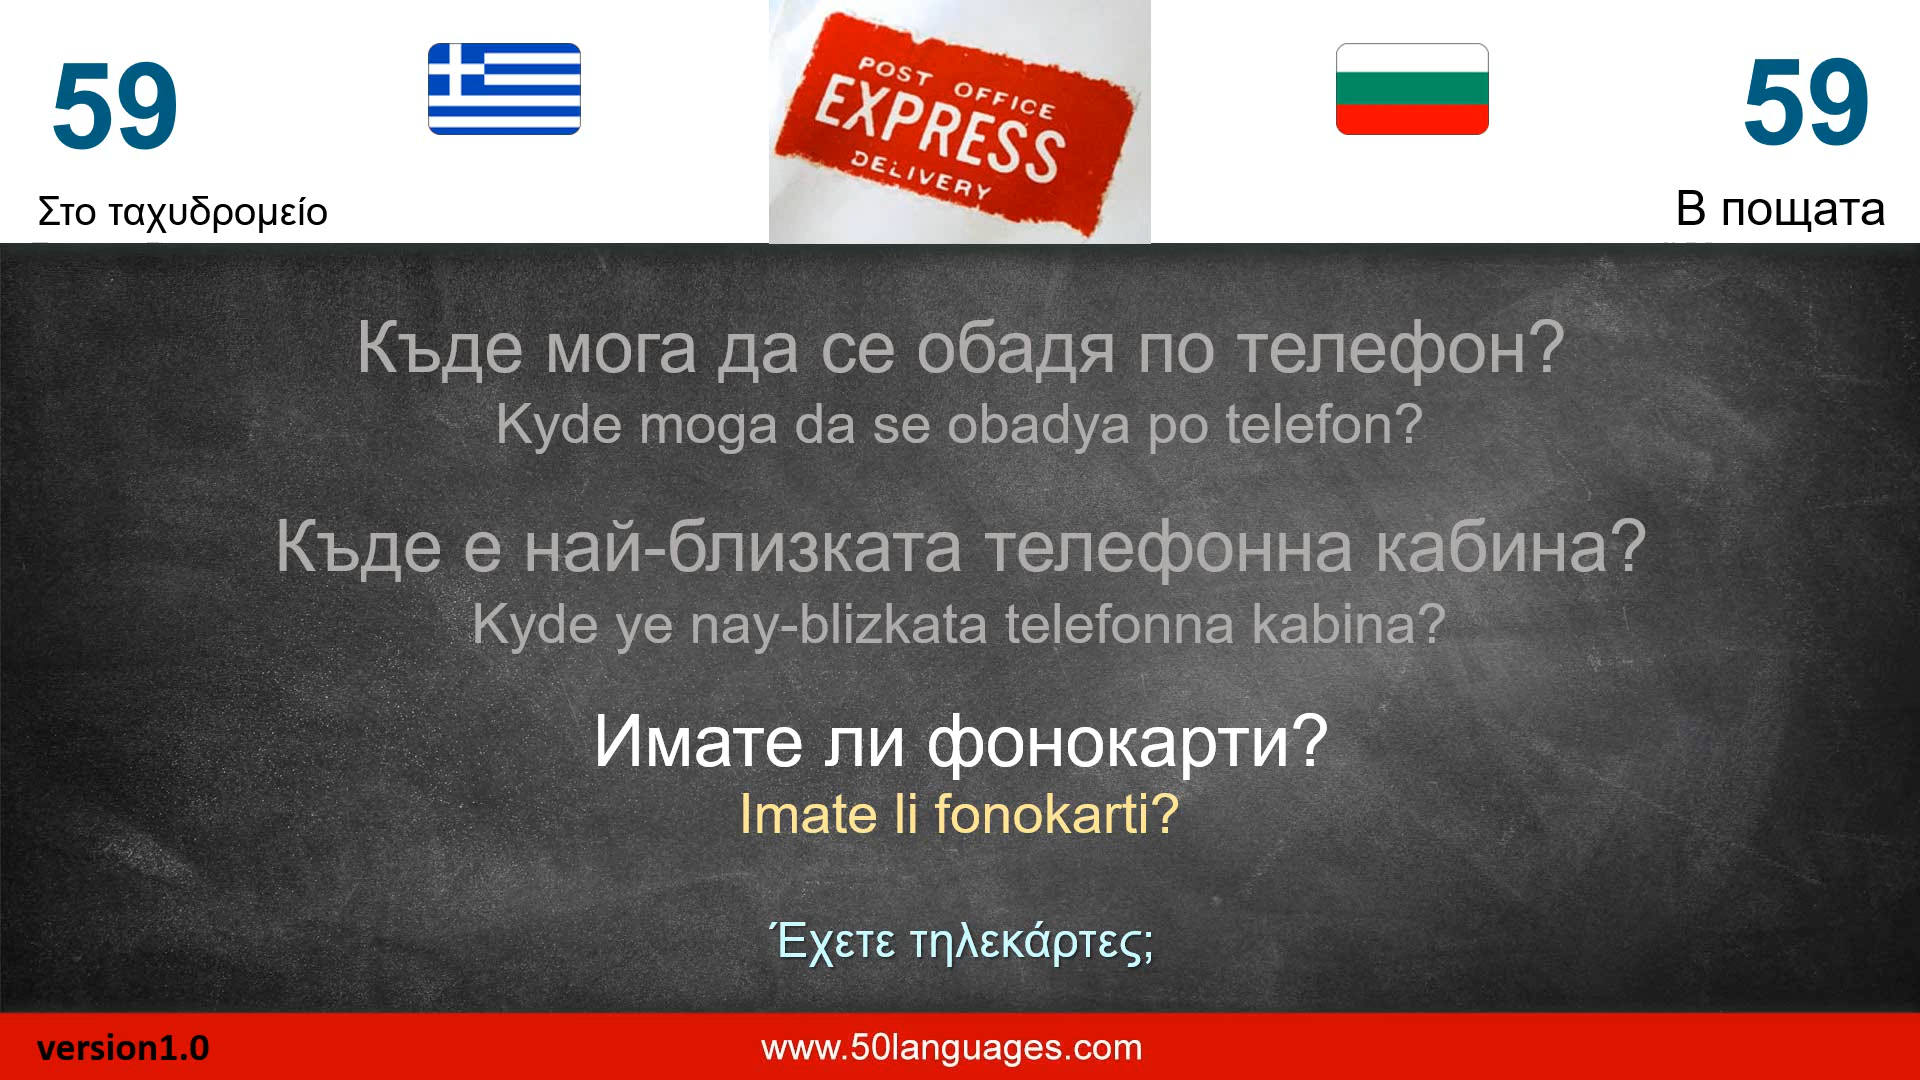 59
59
Στο ταχυδρομείο
POST OFFICE
EXPRESS
DELIVERY
В пощата
Къде мога да се обадя по телефон?
Kyde moga da se obadya po telefon?
Къде е най-близката телефонна кабина?
Kyde ye nay-blizkata telefonna kabina?
Имате ли фонокарти?
Imate li fonokarti?
Έχετε τηλεκάρτες;
version1.0
www.50languages.com